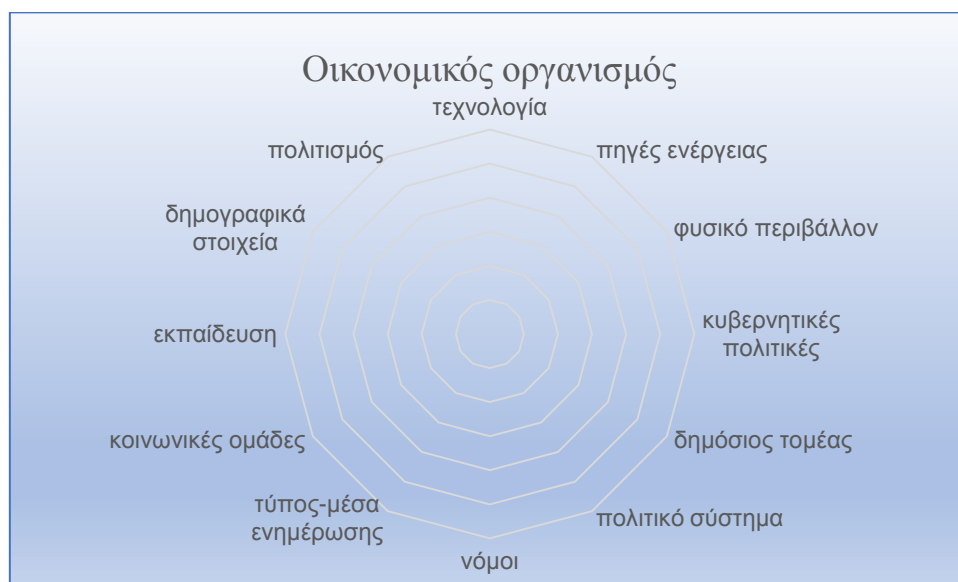 Οικονομικός οργανισμός
τεχνολογία
πηγές ενέργειας
φυσικό περιβάλλον
κυβερνητικές
πολιτικές
δημόσιος τομέας
πολιτικό σύστημα
νόμοι
τύπος-μέσα
ενημέρωσης
κοινωνικές ομάδες
εκπαίδευση
δημογραφικά
στοιχεία
πολιτισμός